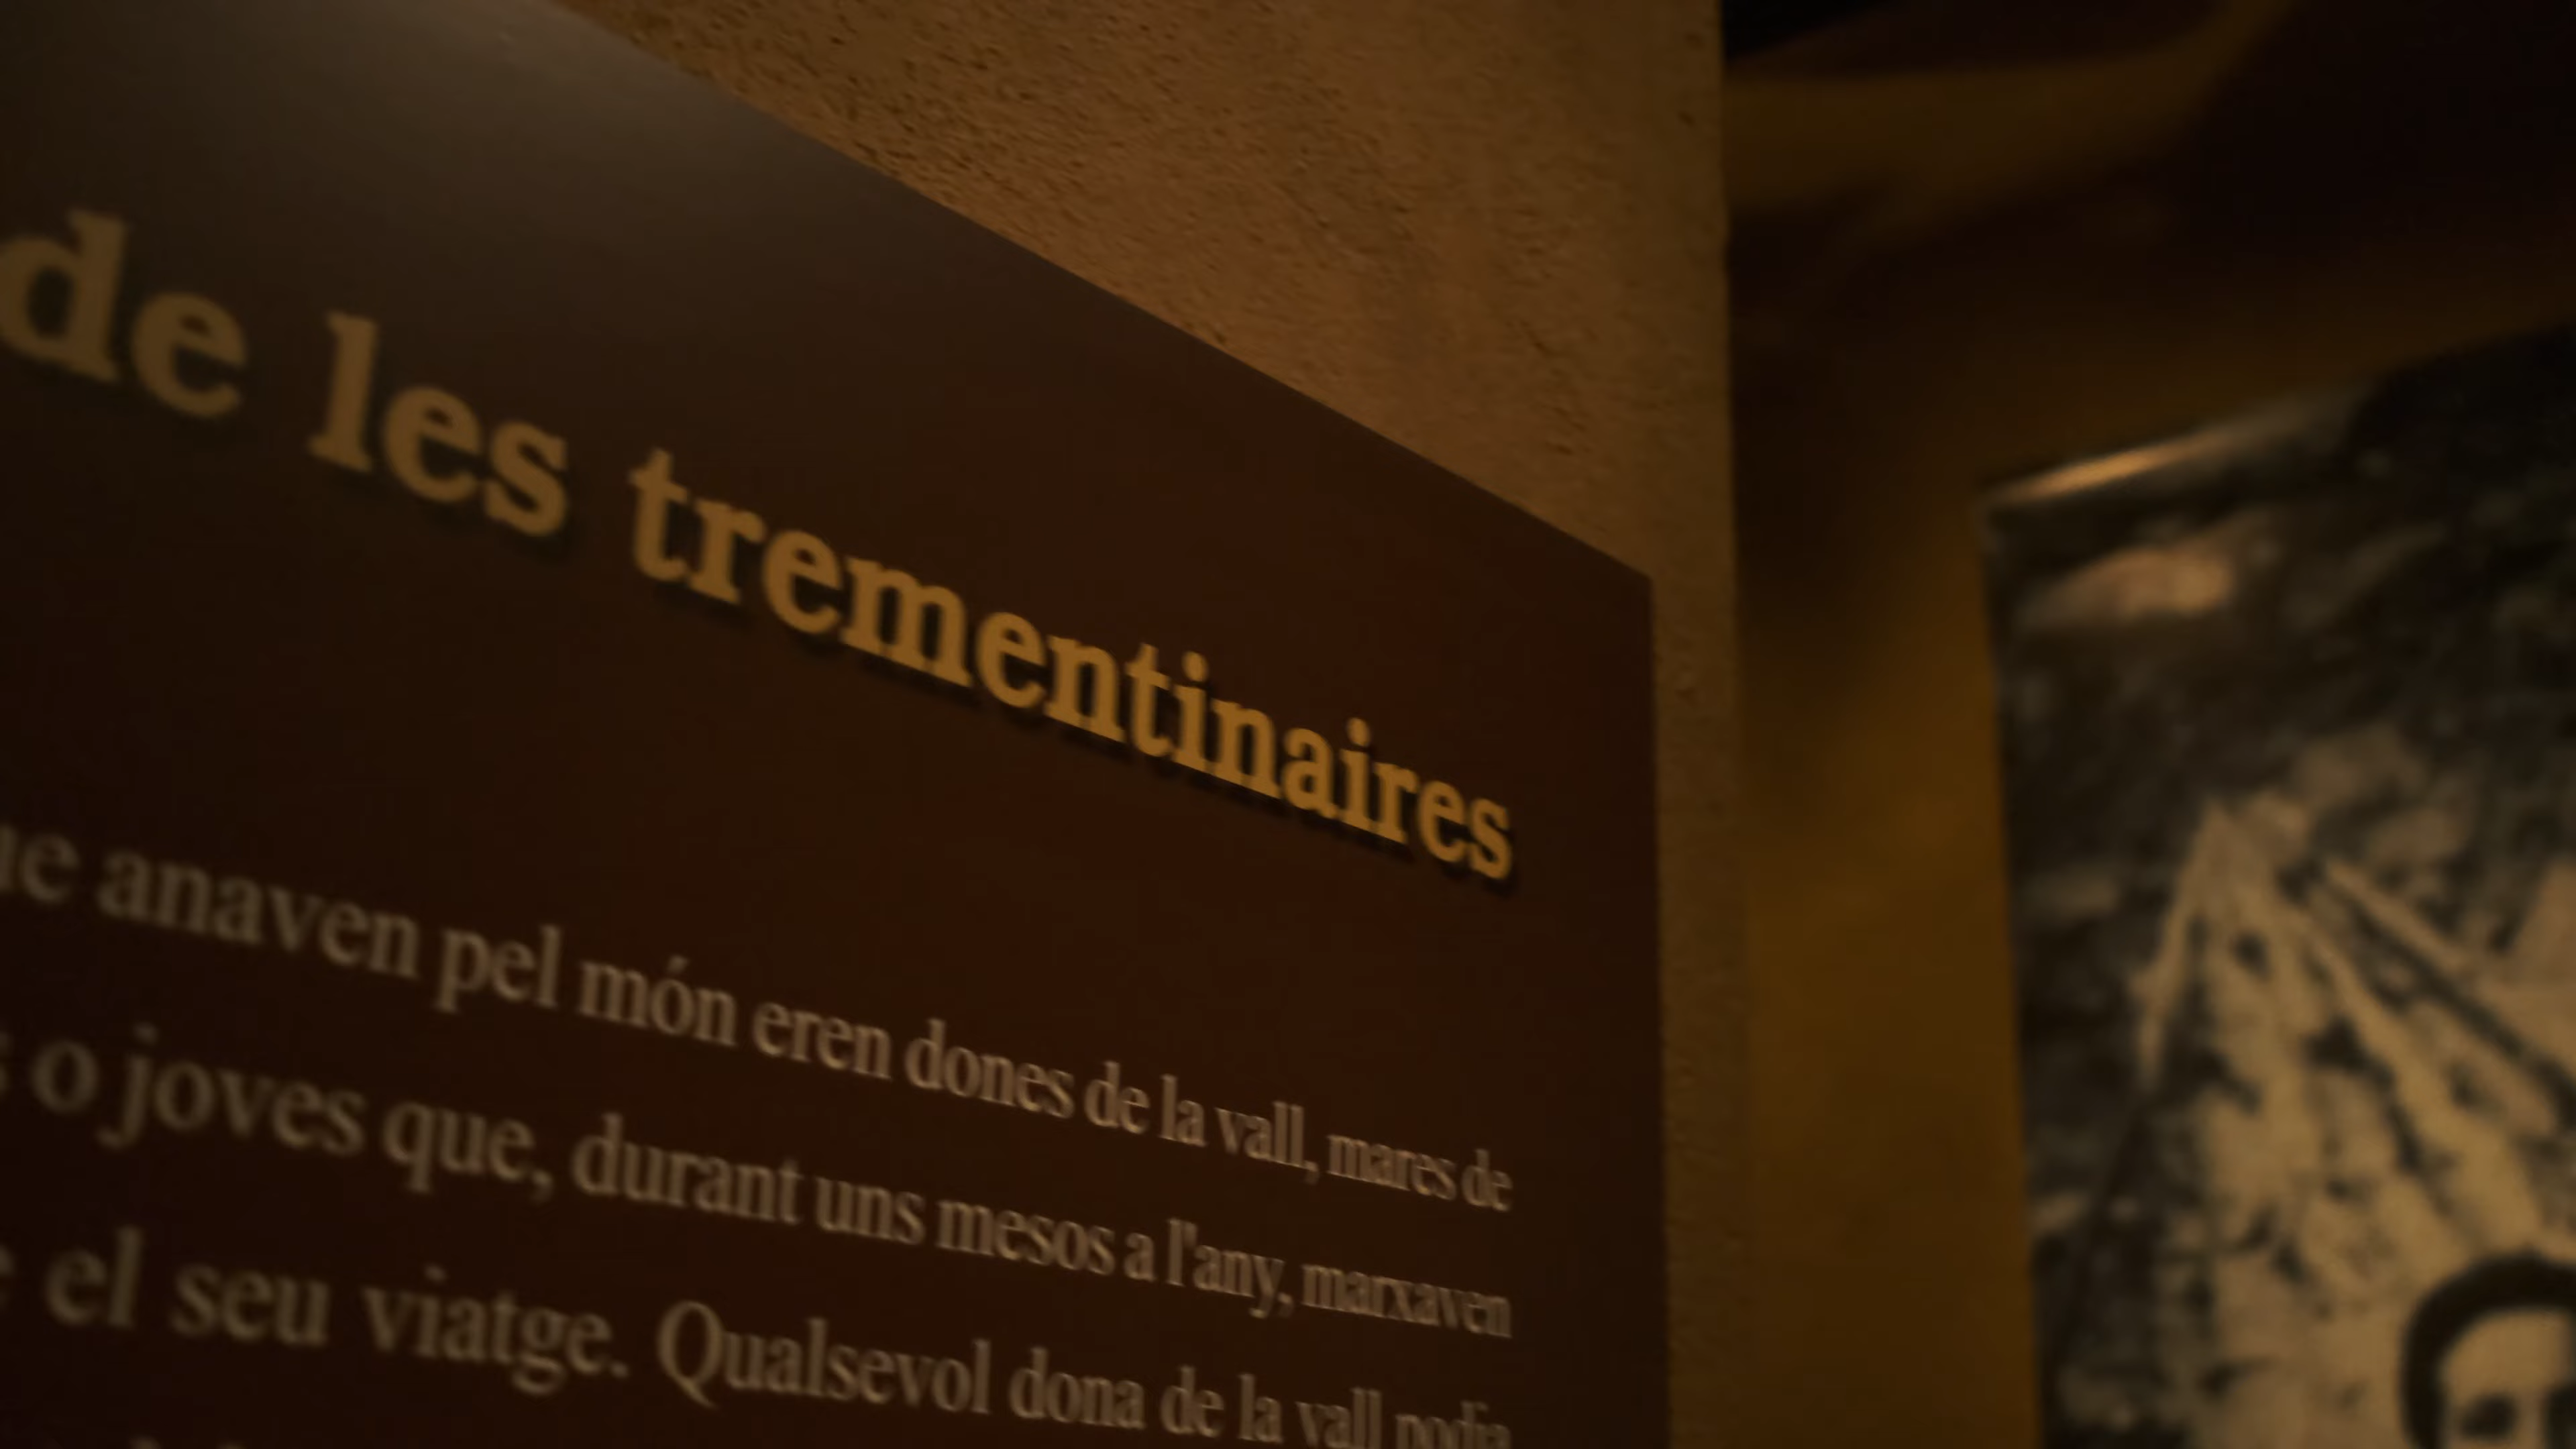 de les trementinaires
anaven pel món eren dones de la vall, mares de
o joves que, durant uns mesos a l'any, marxaven
el seu viatge. Qualsevol dona de la vall podia